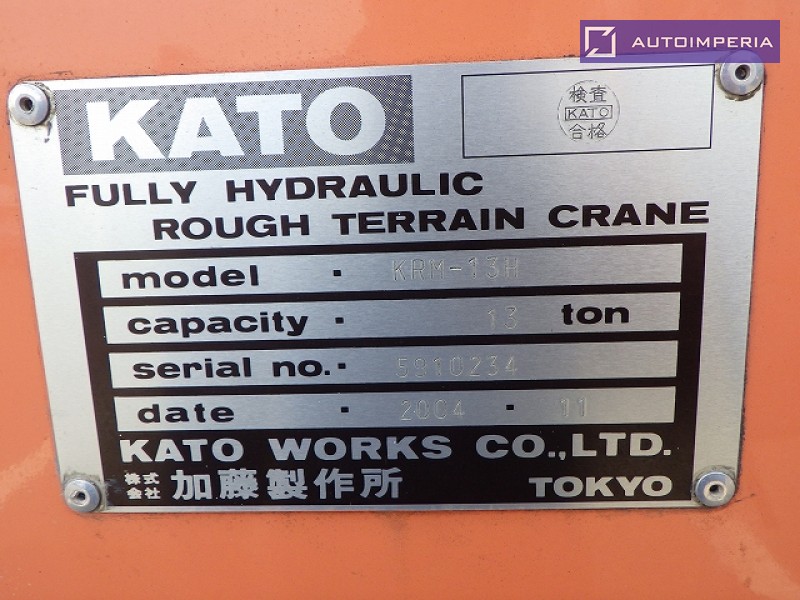 AUTOIMPERIA
KATO
検査
KATO
合格
FULLY HYDRAULIC
ROUGH TERRAIN CRANE
model · KRM-13H
capacity · 13 ton
serial no. · 5910234
date · 2004 · 11
KATO WORKS CO.,LTD.
株式会社 加藤製作所 TOKYO